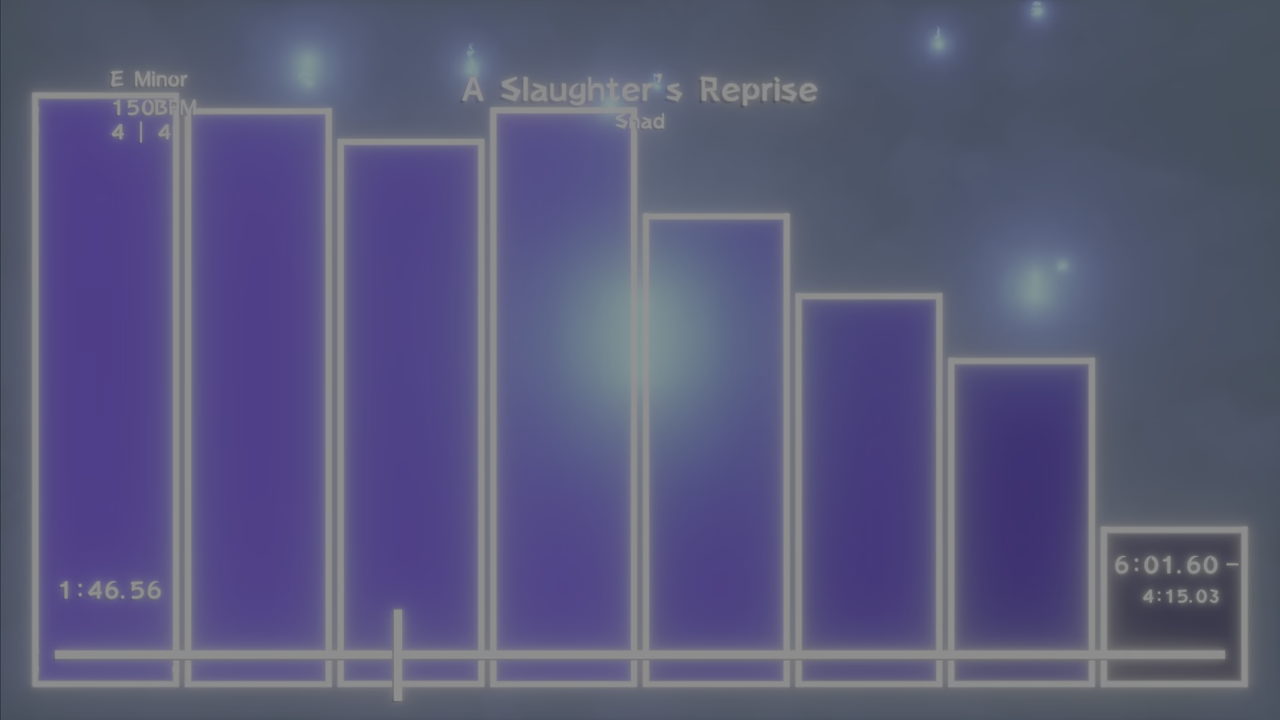 E Minor
150BPM
4 | 4
A Slaughter's Reprise
Shad
1:46.56
6:01.60 -
4:15.03